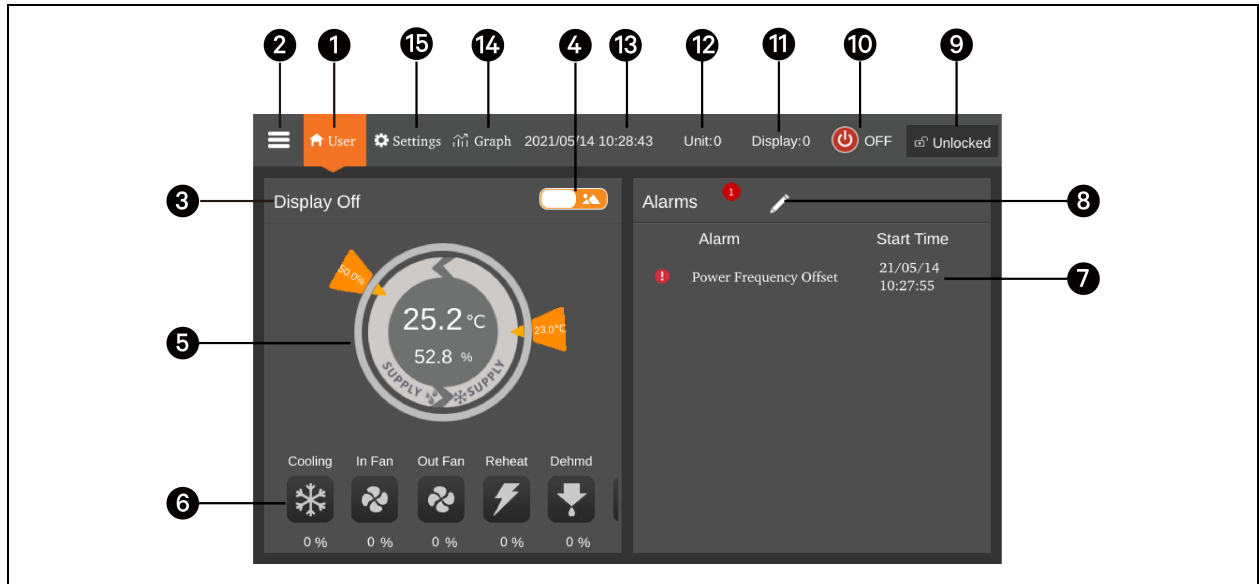 2 1 15 14 4 13 12 11 10 9
User Settings Graph 2021/05/14 10:28:43 Unit:0 Display:0 OFF Unlocked
3 Display Off
Alarms 1 8
Alarm Start Time
Power Frequency Offset 21/05/14 7
10:27:55
50.0%
25.2 °C 23.0°C
5
52.8 %
SUPPLY SUPPLY
Cooling In Fan Out Fan Reheat Dehmd
6
0 % 0 % 0 % 0 % 0 %